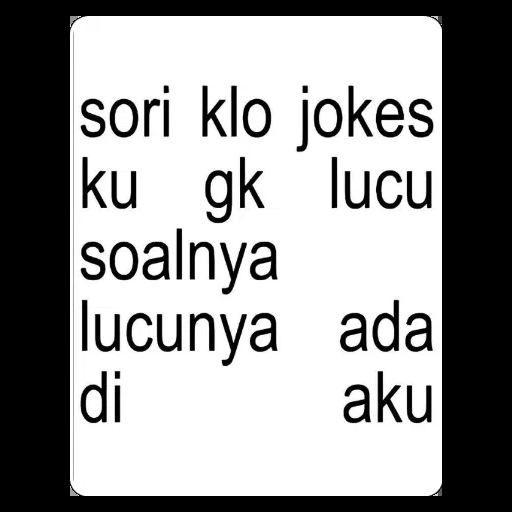 sori klo jokes
ku gk lucu
soalnya
lucunya ada
di aku